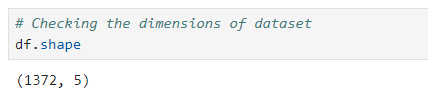 # Checking the dimensions of dataset
df.shape
(1372, 5)